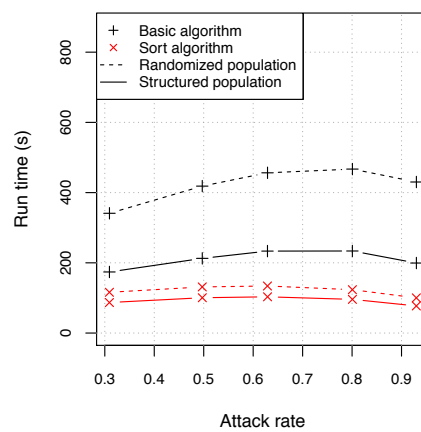 Basic algorithm
Sort algorithm
Randomized population
Structured population
Run time (s)
800
600
400
200
0
0.3 0.4 0.5 0.6 0.7 0.8 0.9
Attack rate